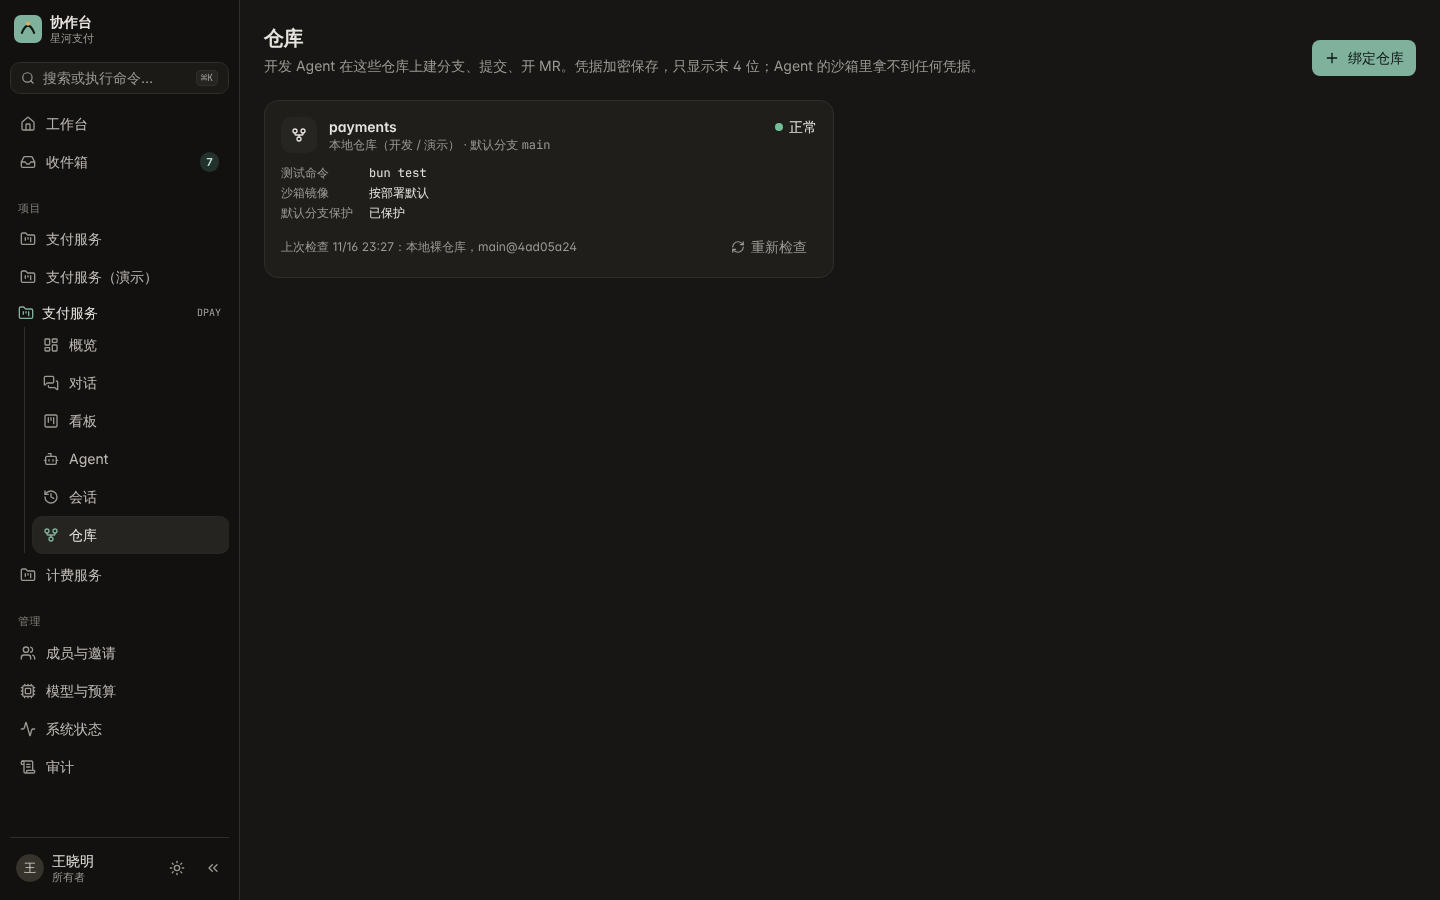 协作台
星河支付
搜索或执行命令... ⌘K
工作台
收件箱 7
项目
支付服务
支付服务（演示）
支付服务 DPAY
概览
对话
看板
Agent
会话
仓库
计费服务
管理
成员与邀请
模型与预算
系统状态
审计
王 王晓明
所有者
仓库
开发 Agent 在这些仓库上建分支、提交、开 MR。凭据加密保存，只显示末 4 位；Agent 的沙箱里拿不到任何凭据。
绑定仓库
payments 正常
本地仓库（开发 / 演示） · 默认分支 main
测试命令 bun test
沙箱镜像 按部署默认
默认分支保护 已保护
上次检查 11/16 23:27：本地裸仓库，main@4ad05a24 重新检查